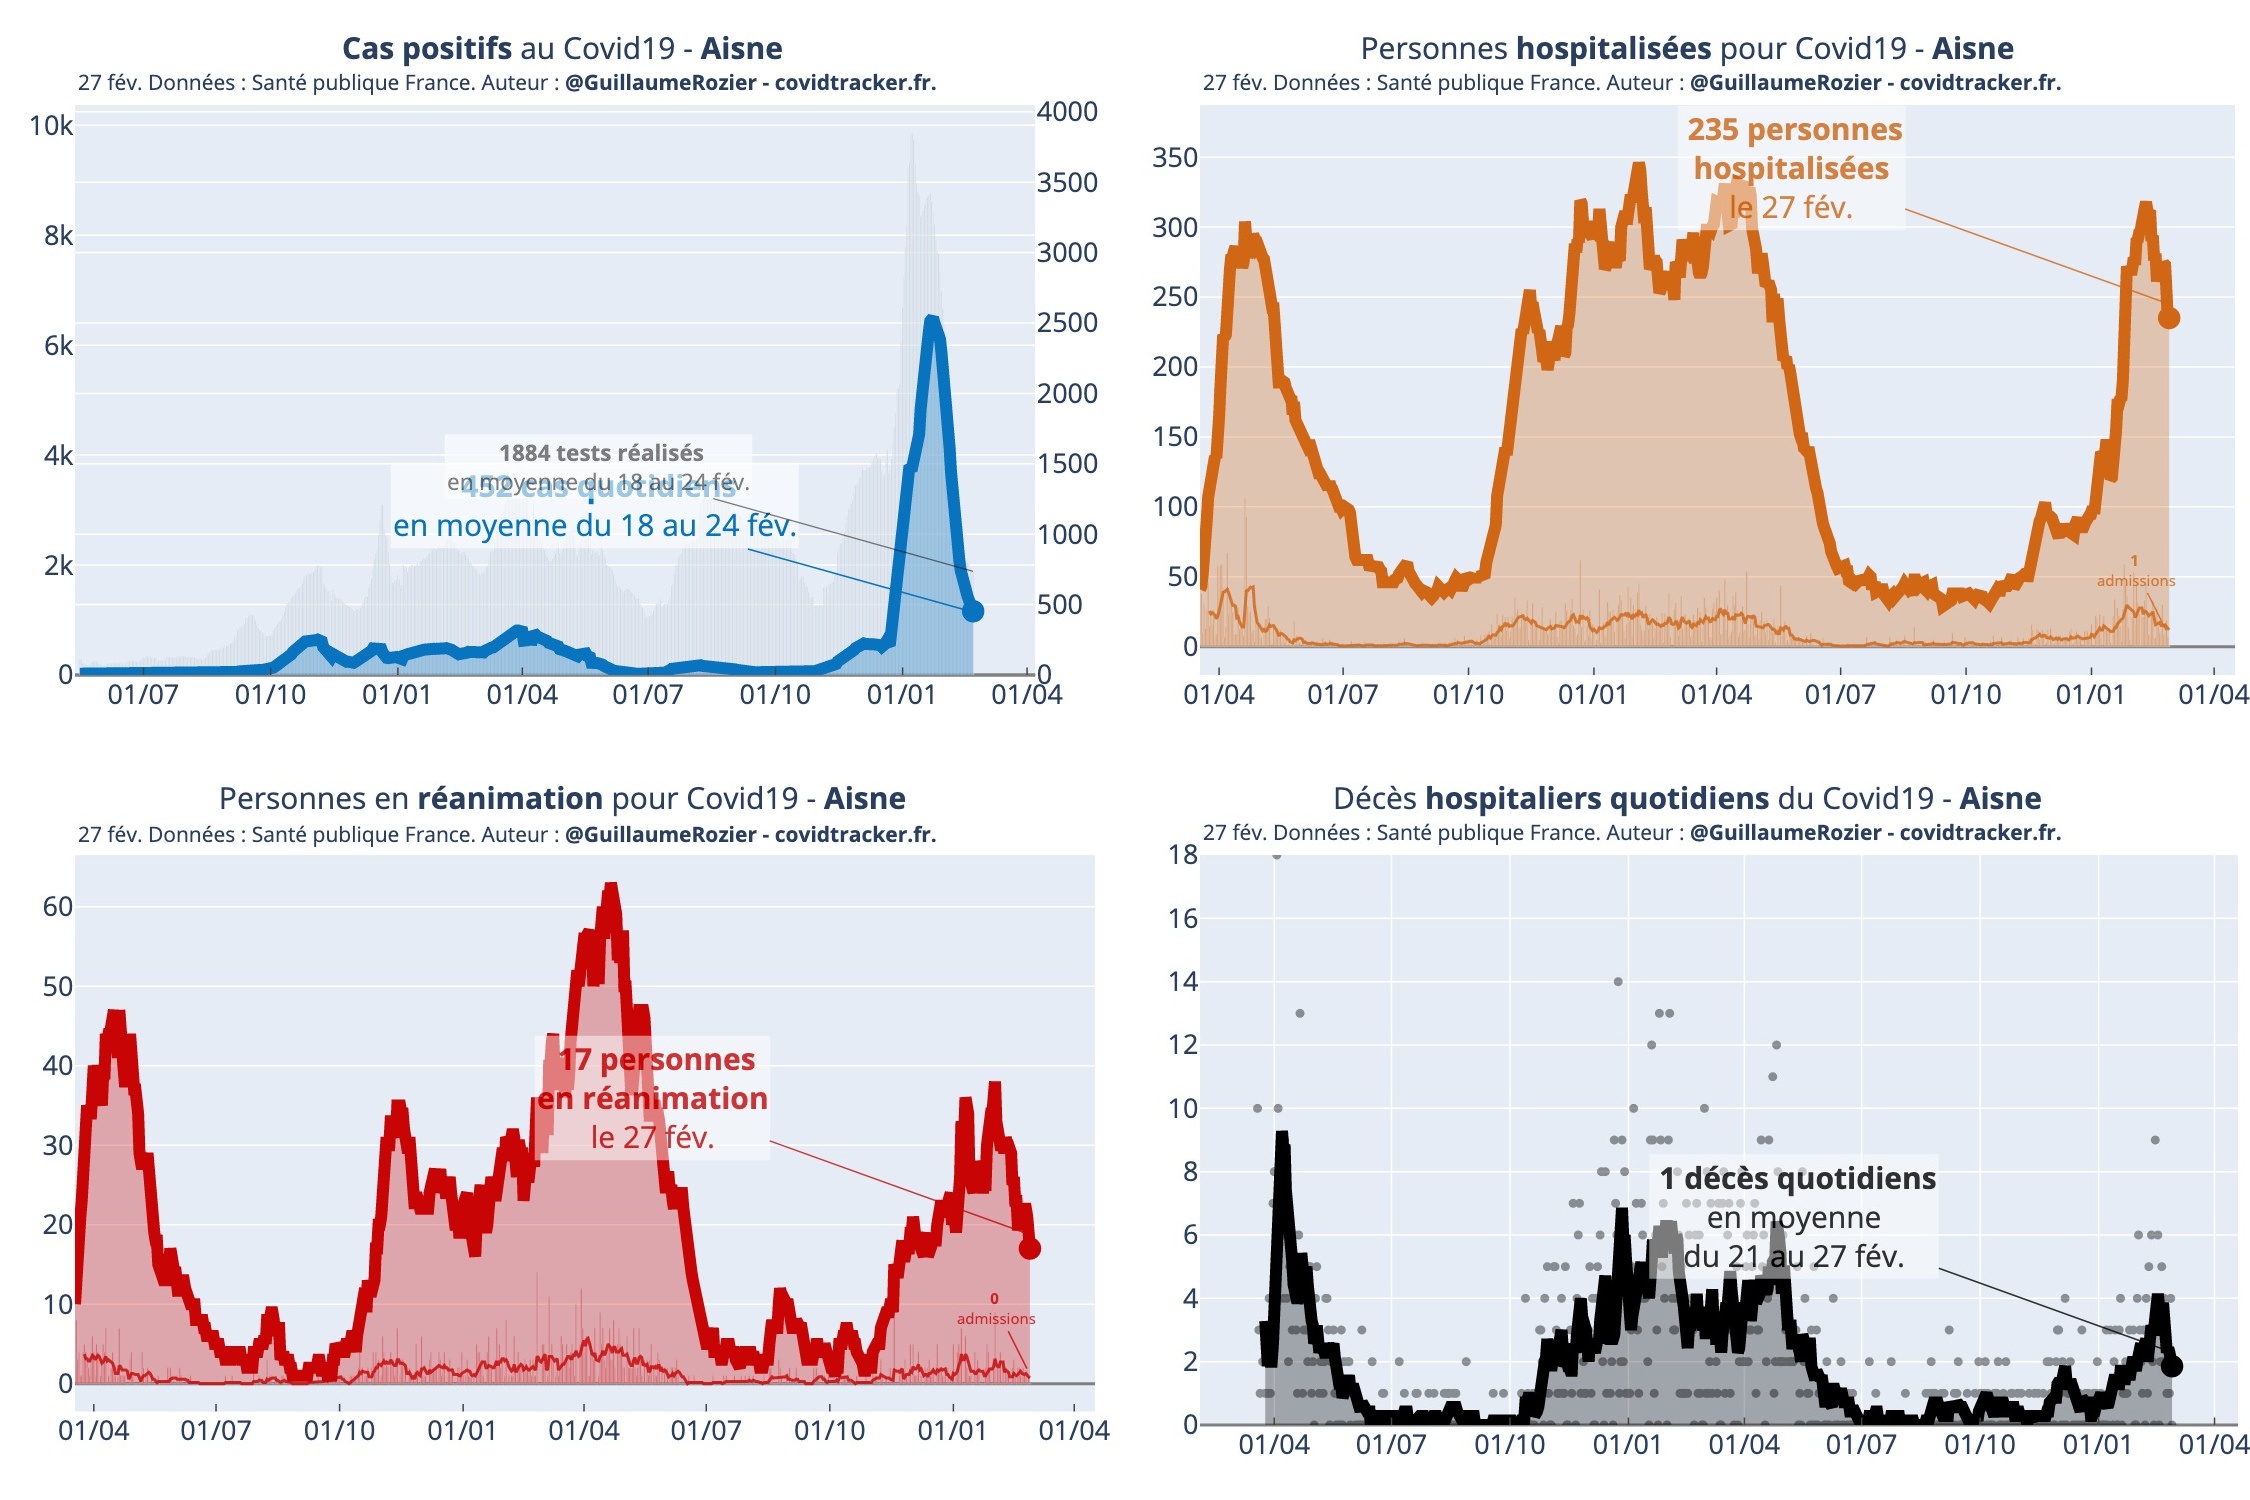 Cas positifs au Covid19 - Aisne
27 fév. Données : Santé publique France. Auteur : @GuillaumeRozier - covidtracker.fr.
10k
8k
6k
4k
2k
0
4000
3500
3000
2500
2000
1500
1000
500
0
1884 tests réalisés
en moyenne du 18 au 24 fév.
452 cas quotidiens
en moyenne du 18 au 24 fév.
01/07 01/10 01/01 01/04 01/07 01/10 01/01 01/04
Personnes hospitalisées pour Covid19 - Aisne
27 fév. Données : Santé publique France. Auteur : @GuillaumeRozier - covidtracker.fr.
350
300
250
200
150
100
50
0
235 personnes
hospitalisées
le 27 fév.
1
admissions
01/04 01/07 01/10 01/01 01/04 01/07 01/10 01/01 01/04
Personnes en réanimation pour Covid19 - Aisne
27 fév. Données : Santé publique France. Auteur : @GuillaumeRozier - covidtracker.fr.
60
50
40
30
20
10
0
17 personnes
en réanimation
le 27 fév.
0
admissions
01/04 01/07 01/10 01/01 01/04 01/07 01/10 01/01 01/04
Décès hospitaliers quotidiens du Covid19 - Aisne
27 fév. Données : Santé publique France. Auteur : @GuillaumeRozier - covidtracker.fr.
18
16
14
12
10
8
6
4
2
0
1 décès quotidiens
en moyenne
du 21 au 27 fév.
01/04 01/07 01/10 01/01 01/04 01/07 01/10 01/01 01/04